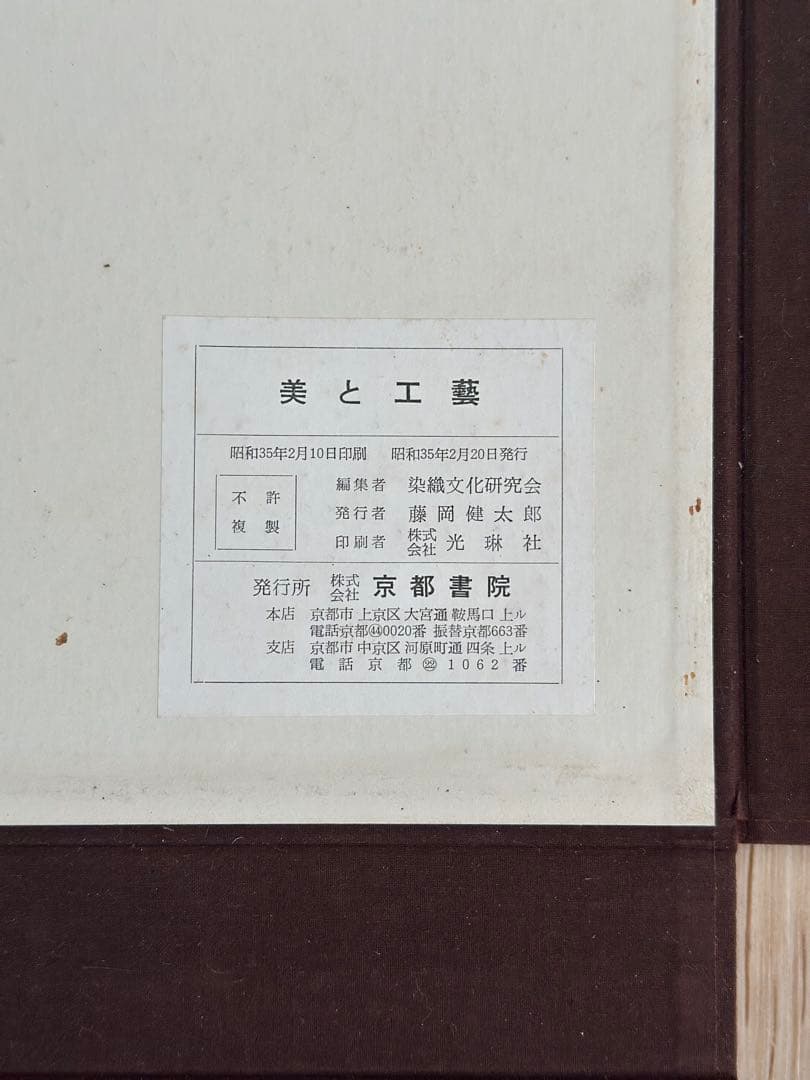 美と工藝
昭和35年2月10日印刷 昭和35年2月20日発行
不許
複製
編集者 染織文化研究会
発行者 藤岡健太郎
印刷者 株式会社 光琳社
発行所 株式会社 京都書院
本店 京都市上京区大宮通鞍馬口上ル
電話京都㊹0020番 振替京都663番
支店 京都市中京区河原町通四条上ル
電話京都㉒1062番